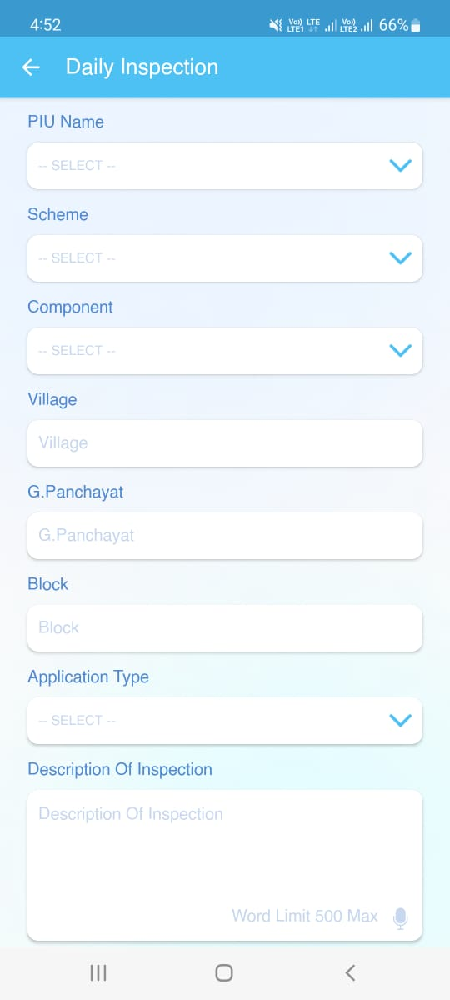 4:52
Vo)) LTE Vo))
LTE1 LTE2 66%
Daily Inspection
PIU Name
-- SELECT --
Scheme
-- SELECT --
Component
-- SELECT --
Village
Village
G.Panchayat
G.Panchayat
Block
Block
Application Type
-- SELECT --
Description Of Inspection
Description Of Inspection
Word Limit 500 Max